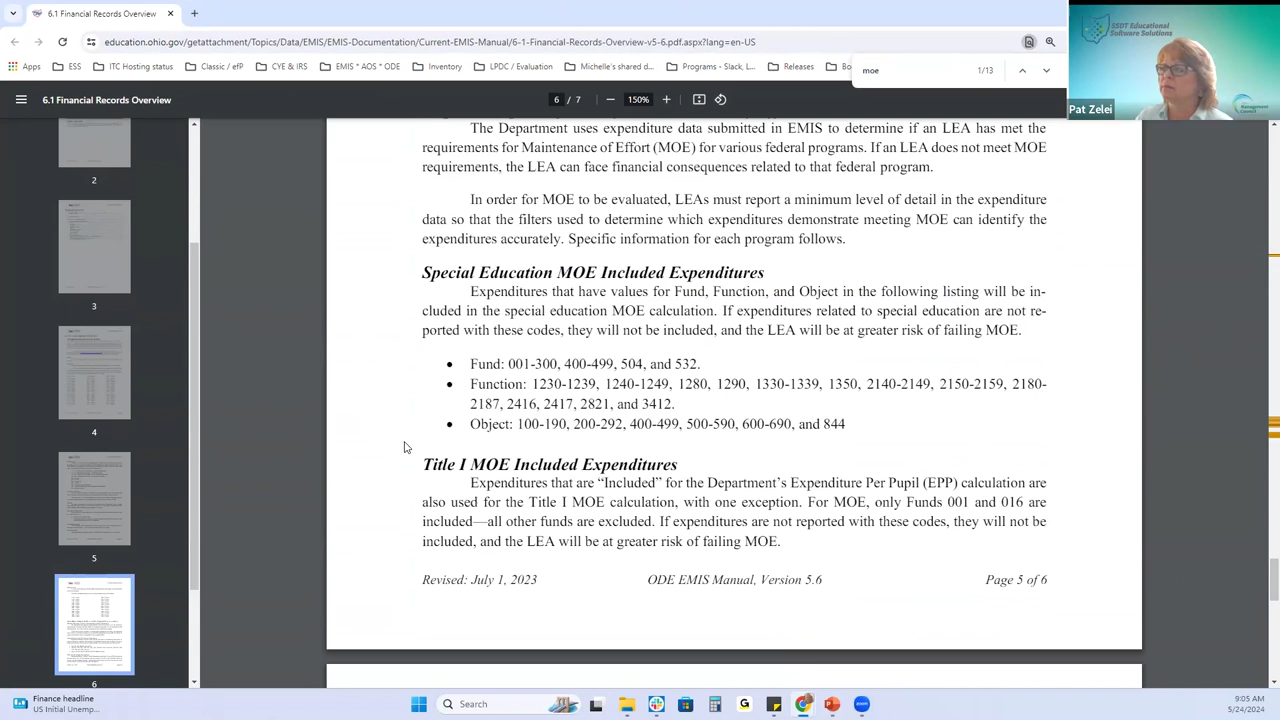 6.1 Financial Records Overview
education.ohio.gov/getattachment/Topics/Data/EMIS/EMIS-Documentation/Current-EMIS-Manual/6-1-Financial-Records-Overview-v5-6.pdf.aspx?lang=en-US
Apps ESS ITC Hosting status Classic / efP CYE & IRS EMIS * AOS * ODE Inventory LPDC / Evaluation Michelle's shared d... Programs - Slack, L... Releases
moe 1/13
SSDT Educational
Software Solutions
Management
Council
Pat Zelei
6.1 Financial Records Overview
6 / 7
150%
2
3
4
5
6
The Department uses expenditure data submitted in EMIS to determine if an LEA has met the
requirements for Maintenance of Effort (MOE) for various federal programs. If an LEA does not meet MOE
requirements, the LEA can face financial consequences related to that federal program.
In order for MOE to be evaluated, LEAs must report a minimum level of detail in the expenditure
data so that the filters used to determine which expenditures demonstrate meeting MOE can identify the
expenditures accurately. Specific information for each program follows.
Special Education MOE Included Expenditures
Expenditures that have values for Fund, Function, and Object in the following listing will be in-
cluded in the special education MOE calculation. If expenditures related to special education are not re-
ported with these codes, they will not be included, and the LEA will be at greater risk of failing MOE.
• Fund: 001-300, 400-499, 504, and 532.
• Function: 1230-1239, 1240-1249, 1280, 1290, 1330-1339, 1350, 2140-2149, 2150-2159, 2180-
2187, 2416, 2417, 2821, and 3412.
• Object: 100-190, 200-292, 400-499, 500-590, 600-690, and 844.
Title I MOE Included Expenditures
Expenditures that are "included" for the Department's Expenditure Per Pupil (EPP) calculation are
also used for the Title I MOE evaluation with one exception. For MOE, only Funds 001 and 016 are
included—no other funds are included. If expenditures are not reported with these codes, they will not be
included, and the LEA will be at greater risk of failing MOE.
ODE EMIS Manual Version 5.6
Page 5 of 6
Finance headline
US Initial Unemp...
Search
9:05 AM
5/24/2024